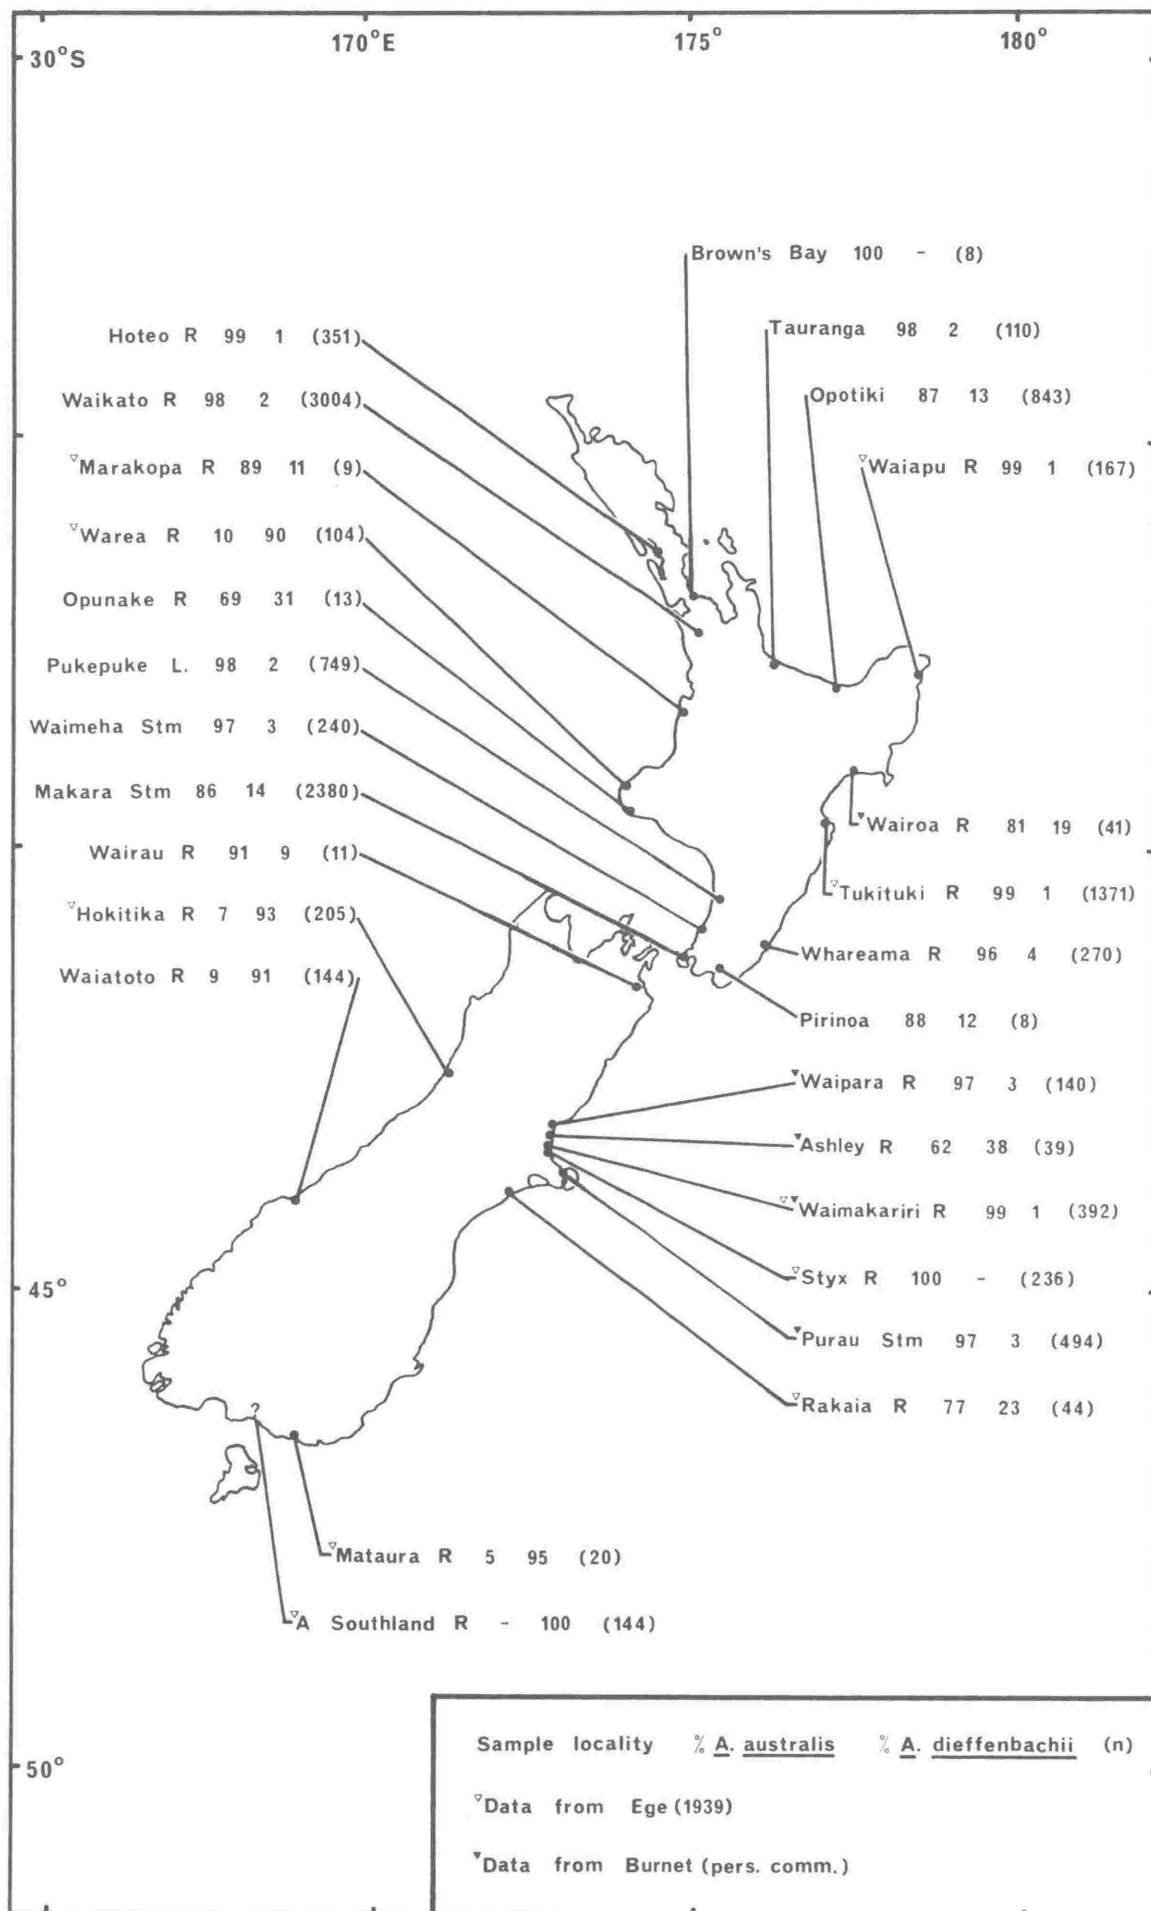 170°E 175° 180°
30°S
Brown's Bay 100 - (8)
Hoteo R 99 1 (351)
Tauranga 98 2 (110)
Waikato R 98 2 (3004)
Opotiki 87 13 (843)
▽Marakopa R 89 11 (9)
▽Waiapu R 99 1 (167)
▽Warea R 10 90 (104)
Opunake R 69 31 (13)
Pukepuke L. 98 2 (749)
Waimeha Stm 97 3 (240)
Makara Stm 86 14 (2380)
▼Wairoa R 81 19 (41)
Wairau R 91 9 (11)
▽Tukituki R 99 1 (1371)
▽Hokitika R 7 93 (205)
Whareama R 96 4 (270)
Waiatoto R 9 91 (144)
Pirinoa 88 12 (8)
▼Waipara R 97 3 (140)
▼Ashley R 62 38 (39)
▽▼Waimakariri R 99 1 (392)
45°
▽Styx R 100 - (236)
▼Purau Stm 97 3 (494)
▽Rakaia R 77 23 (44)
?
▽Mataura R 5 95 (20)
▽A Southland R - 100 (144)
50°
Sample locality % A. australis % A. dieffenbachii (n)
▽Data from Ege (1939)
▼Data from Burnet (pers. comm.)